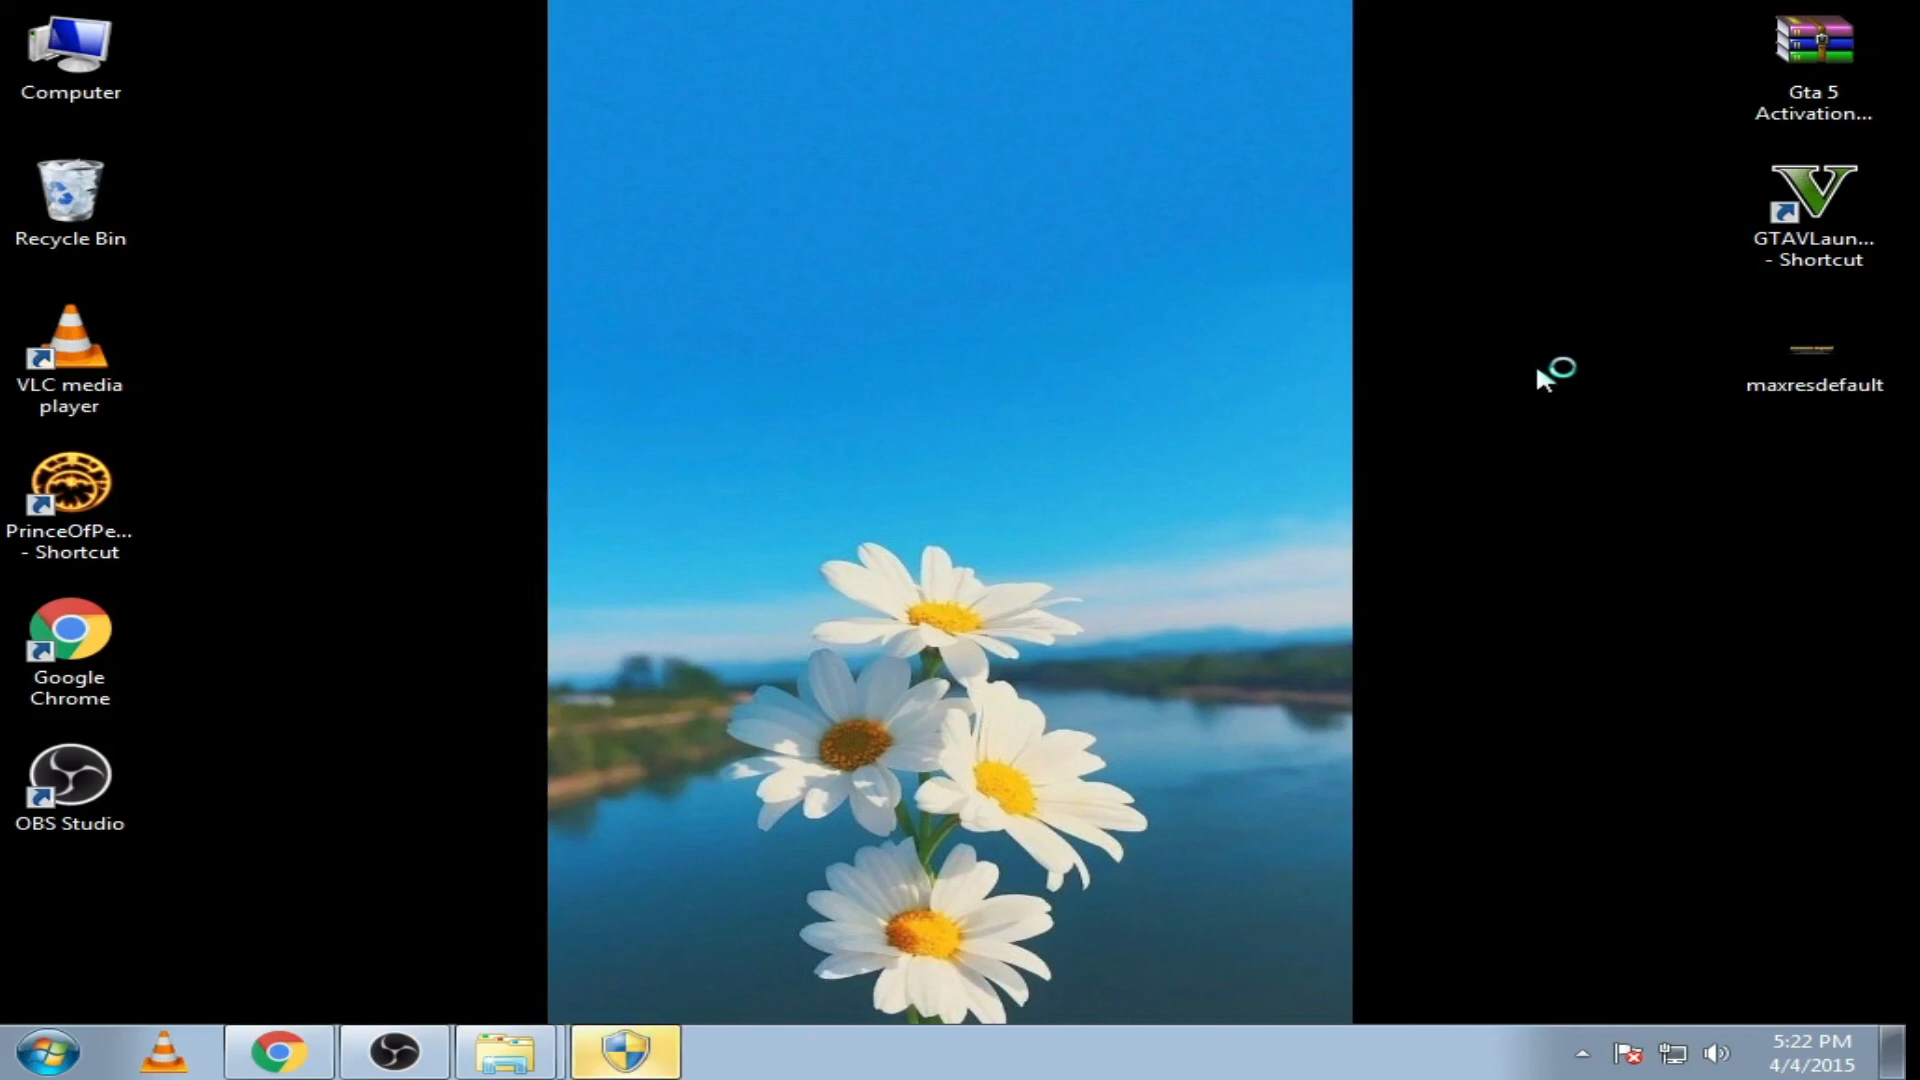 Computer
Recycle Bin
VLC media
player
PrinceOfPe...
- Shortcut
Google
Chrome
OBS Studio
Gta 5
Activation...
GTAVLaun...
- Shortcut
maxresdefault
5:22 PM
4/4/2015